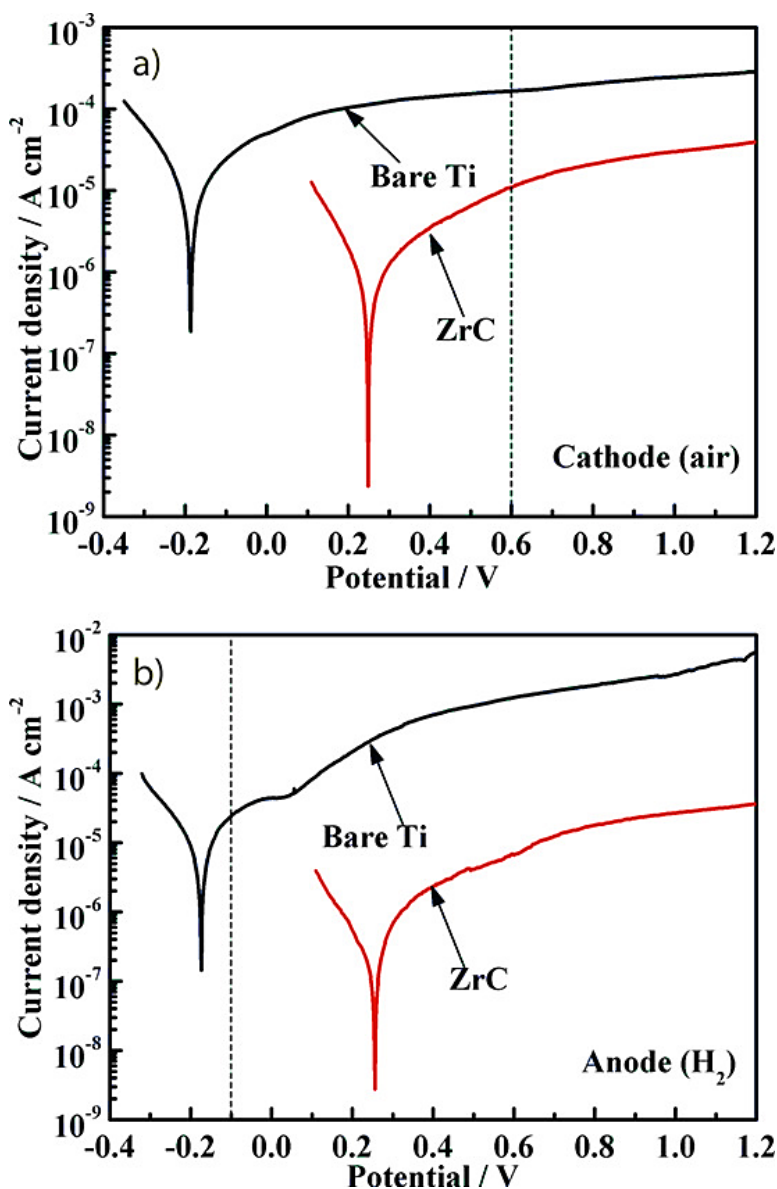 a)
10⁻³
10⁻⁴
10⁻⁵
10⁻⁶
10⁻⁷
10⁻⁸
10⁻⁹
Current density / A cm⁻²
Bare Ti
ZrC
Cathode (air)
-0.4 -0.2 0.0 0.2 0.4 0.6 0.8 1.0 1.2
Potential / V
b)
10⁻²
10⁻³
10⁻⁴
10⁻⁵
10⁻⁶
10⁻⁷
10⁻⁸
10⁻⁹
Current density / A cm⁻²
Bare Ti
ZrC
Anode (H₂)
-0.4 -0.2 0.0 0.2 0.4 0.6 0.8 1.0 1.2
Potential / V